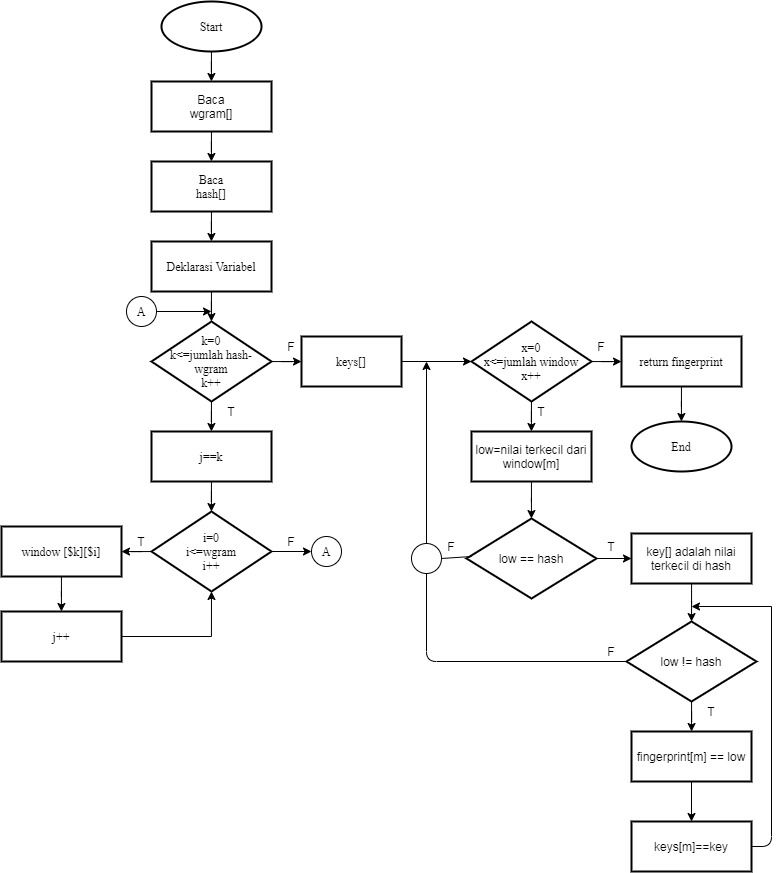 Start
Baca
wgram[]
Baca
hash[]
Deklarasi Variabel
A
k=0
k<=jumlah hash-
wgram
k++
F
keys[]
x=0
x<=jumlah window
x++
F
return fingerprint
T
T
End
j==k
low=nilai terkecil dari
window[m]
window [$k][$i]
T
i=0
i<=wgram
i++
F
A
F
low == hash
T
key[] adalah nilai
terkecil di hash
j++
F
low != hash
T
fingerprint[m] == low
keys[m]==key